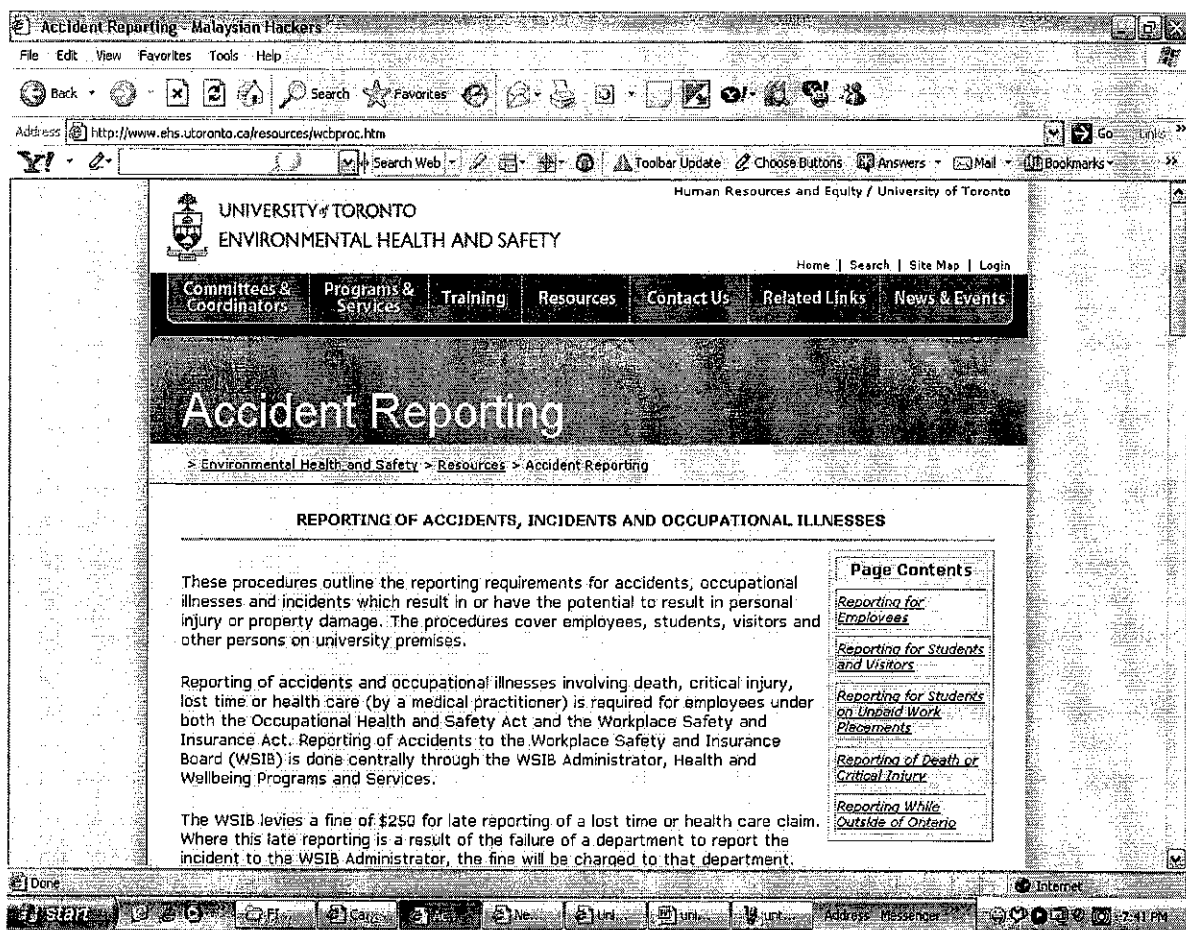 Accident Reporting - Malaysian Hackers
File Edit View Favorites Tools Help
Back Search Favorites
Address http://www.ehs.utoronto.ca/resources/wcbproc.htm Go Links
Y! Search Web Toolbar Update Choose Buttons Answers Mail Bookmarks
Human Resources and Equity / University of Toronto
UNIVERSITY of TORONTO
ENVIRONMENTAL HEALTH AND SAFETY
Home | Search | Site Map | Login
Committees & Coordinators Programs & Services Training Resources Contact Us Related Links News & Events
Accident Reporting
> Environmental Health and Safety > Resources > Accident Reporting
REPORTING OF ACCIDENTS, INCIDENTS AND OCCUPATIONAL ILLNESSES
These procedures outline the reporting requirements for accidents, occupational
illnesses and incidents which result in or have the potential to result in personal
injury or property damage. The procedures cover employees, students, visitors and
other persons on university premises.
Reporting of accidents and occupational illnesses involving death, critical injury,
lost time or health care (by a medical practitioner) is required for employees under
both the Occupational Health and Safety Act and the Workplace Safety and
Insurance Act. Reporting of Accidents to the Workplace Safety and Insurance
Board (WSIB) is done centrally through the WSIB Administrator, Health and
Wellbeing Programs and Services.
The WSIB levies a fine of $250 for late reporting of a lost time or health care claim.
Where this late reporting is a result of the failure of a department to report the
incident to the WSIB Administrator, the fine will be charged to that department.
Page Contents
Reporting for
Employees
Reporting for Students
and Visitors
Reporting for Students
on Unpaid Work
Placements
Reporting of Death or
Critical Injury
Reporting While
Outside of Ontario
Done Internet
start Address Messenger 7:41 PM